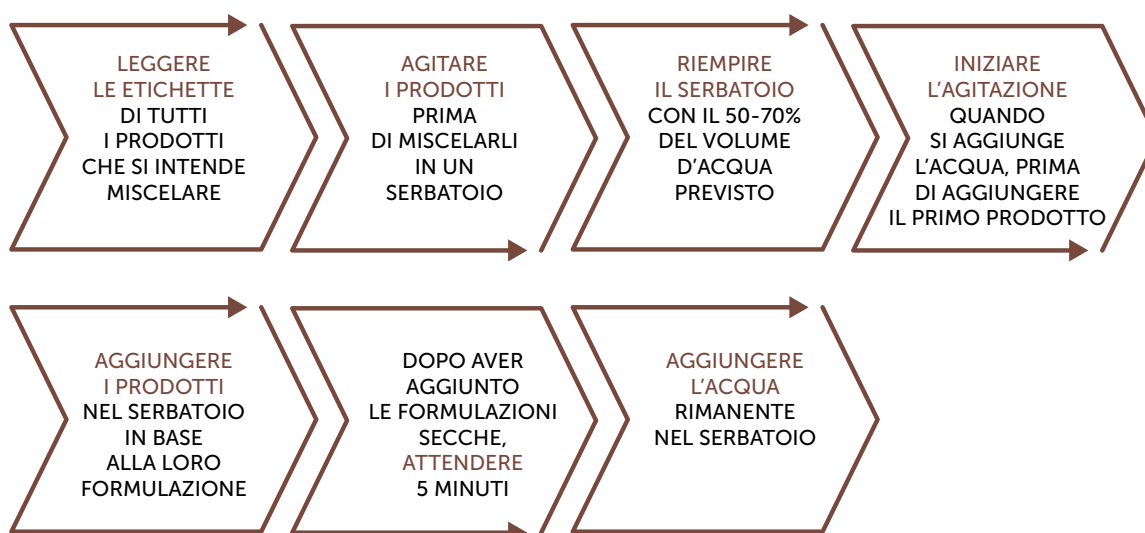 LEGGERE
LE ETICHETTE
DI TUTTI
I PRODOTTI
CHE SI INTENDE
MISCELARE
AGITARE
I PRODOTTI
PRIMA
DI MISCELARLI
IN UN
SERBATOIO
RIEMPIRE
IL SERBATOIO
CON IL 50-70%
DEL VOLUME
D’ACQUA
PREVISTO
INIZIARE
L’AGITAZIONE
QUANDO
SI AGGIUNGE
L’ACQUA, PRIMA
DI AGGIUNGERE
IL PRIMO PRODOTTO
AGGIUNGERE
I PRODOTTI
NEL SERBATOIO
IN BASE
ALLA LORO
FORMULAZIONE
DOPO AVER
AGGIUNTO
LE FORMULAZIONI
SECCHE,
ATTENDERE
5 MINUTI
AGGIUNGERE
L’ACQUA
RIMANENTE
NEL SERBATOIO